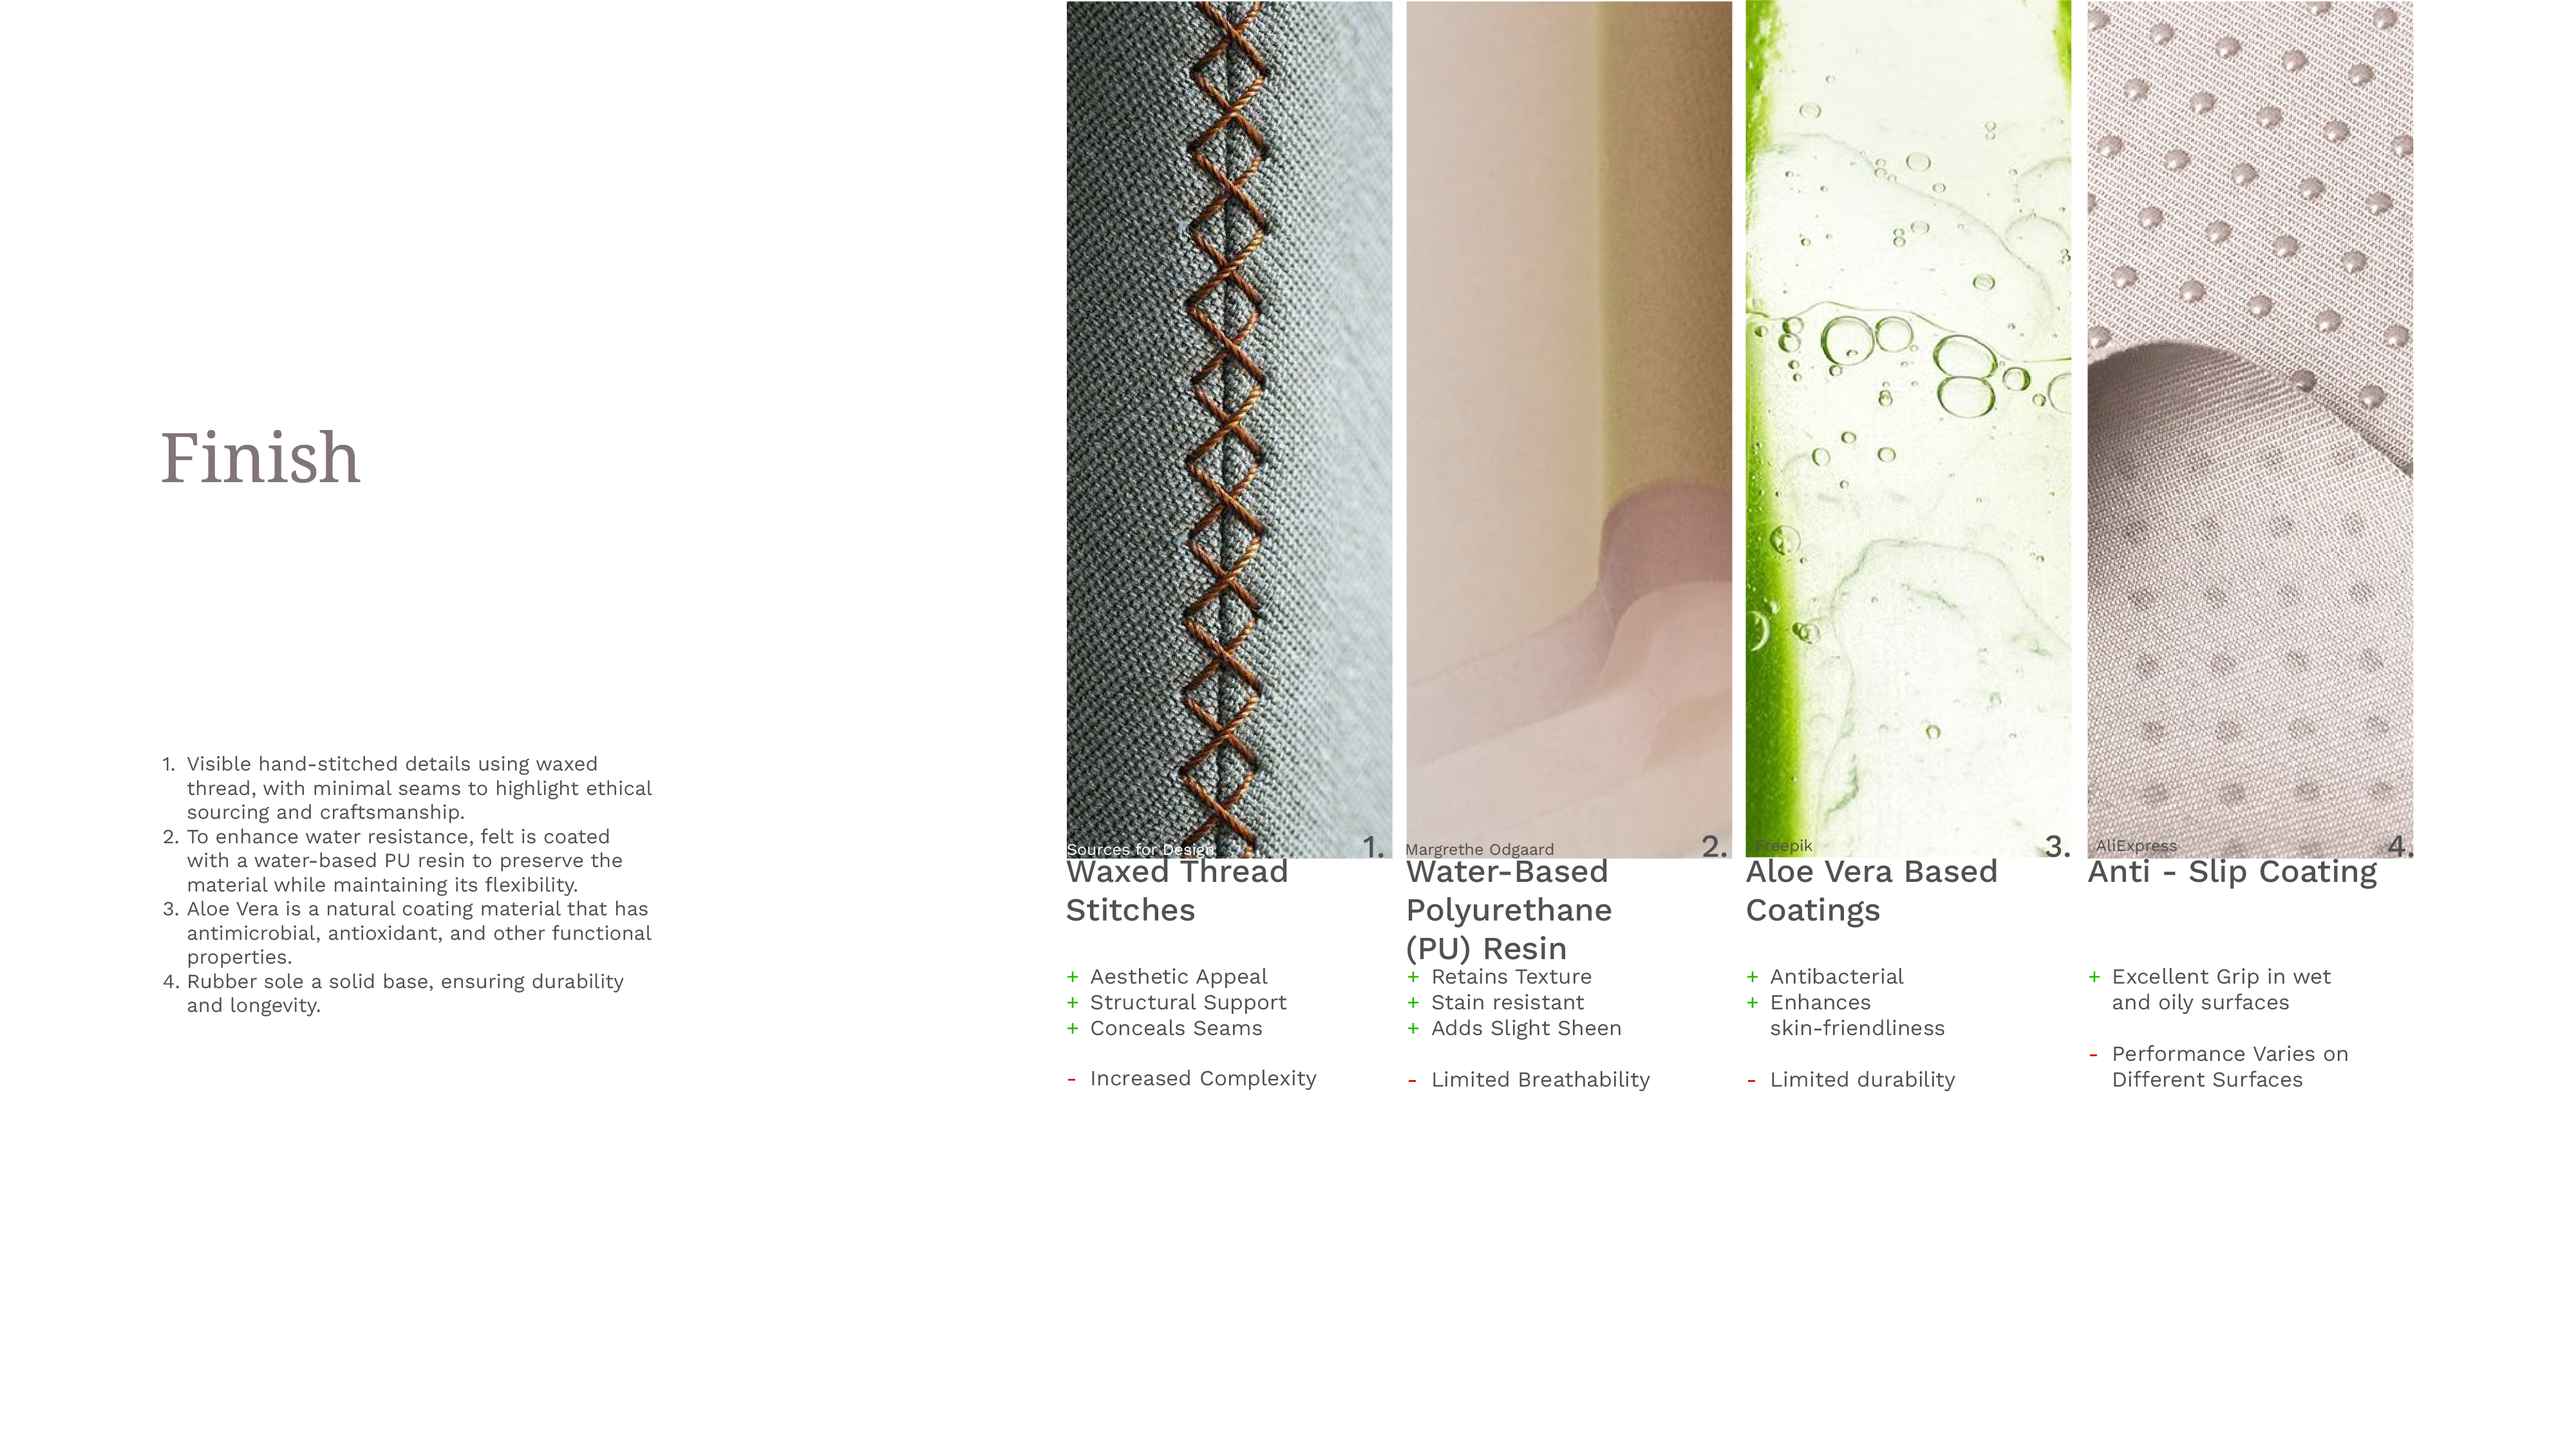 Finish
1. Visible hand-stitched details using waxed
thread, with minimal seams to highlight ethical
sourcing and craftsmanship.
2. To enhance water resistance, felt is coated
with a water-based PU resin to preserve the
material while maintaining its flexibility.
3. Aloe Vera is a natural coating material that has
antimicrobial, antioxidant, and other functional
properties.
4. Rubber sole a solid base, ensuring durability
and longevity.
Sources for Design
1.
Waxed Thread
Stitches
+ Aesthetic Appeal
+ Structural Support
+ Conceals Seams
- Increased Complexity
Margrethe Odgaard
2.
Water-Based
Polyurethane
(PU) Resin
+ Retains Texture
+ Stain resistant
+ Adds Slight Sheen
- Limited Breathability
Freepik
3.
Aloe Vera Based
Coatings
+ Antibacterial
+ Enhances
skin-friendliness
- Limited durability
AliExpress
4.
Anti - Slip Coating
+ Excellent Grip in wet
and oily surfaces
- Performance Varies on
Different Surfaces